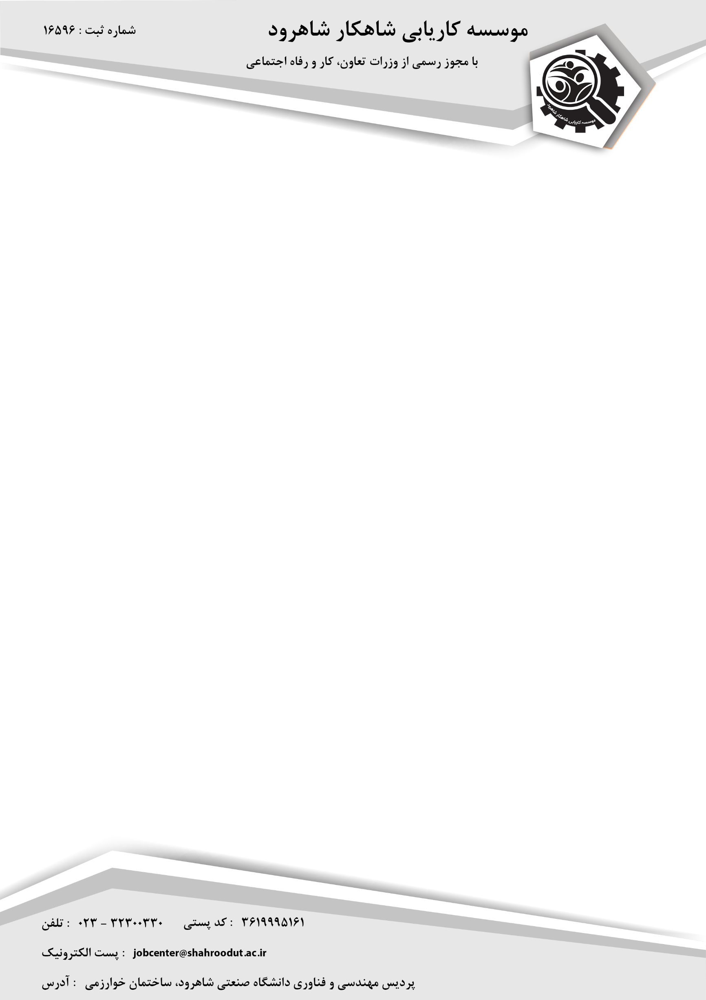 موسسه کاریابی شاهکار شاهرود
شماره ثبت : ۱۶۵۹۶
با مجوز رسمی از وزرات تعاون، کار و رفاه اجتماعی
موسسه کاریابی شاهکار شاهرود
تلفن : ۰۲۳ - ۳۲۳۰۰۳۳۰ کد پستی : ۳۶۱۹۹۹۵۱۶۱
پست الکترونیک : jobcenter@shahroodut.ac.ir
آدرس : پردیس مهندسی و فناوری دانشگاه صنعتی شاهرود، ساختمان خوارزمی